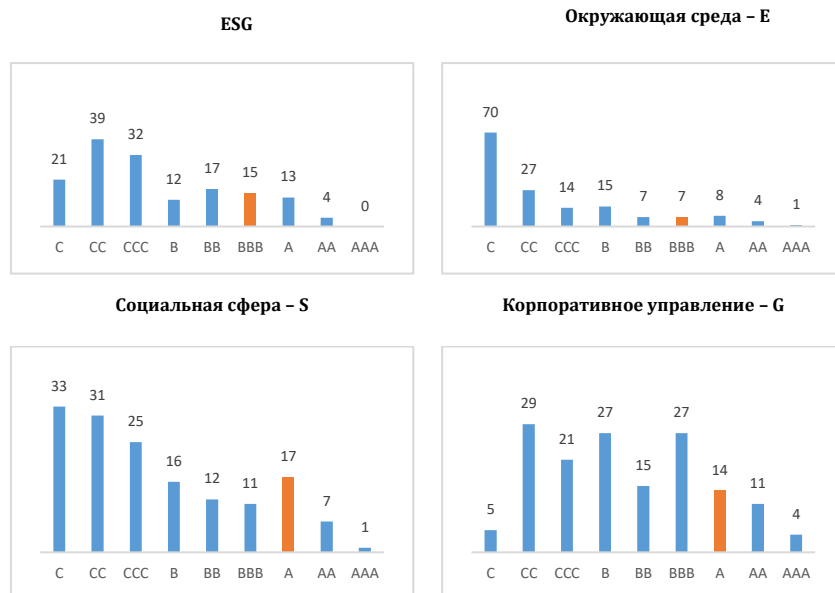 ESG
21 39 32 12 17 15 13 4 0
C CC CCC B BB BBB A AA AAA
Окружающая среда – E
70 27 14 15 7 7 8 4 1
C CC CCC B BB BBB A AA AAA
Социальная сфера – S
33 31 25 16 12 11 17 7 1
C CC CCC B BB BBB A AA AAA
Корпоративное управление – G
5 29 21 27 15 27 14 11 4
C CC CCC B BB BBB A AA AAA